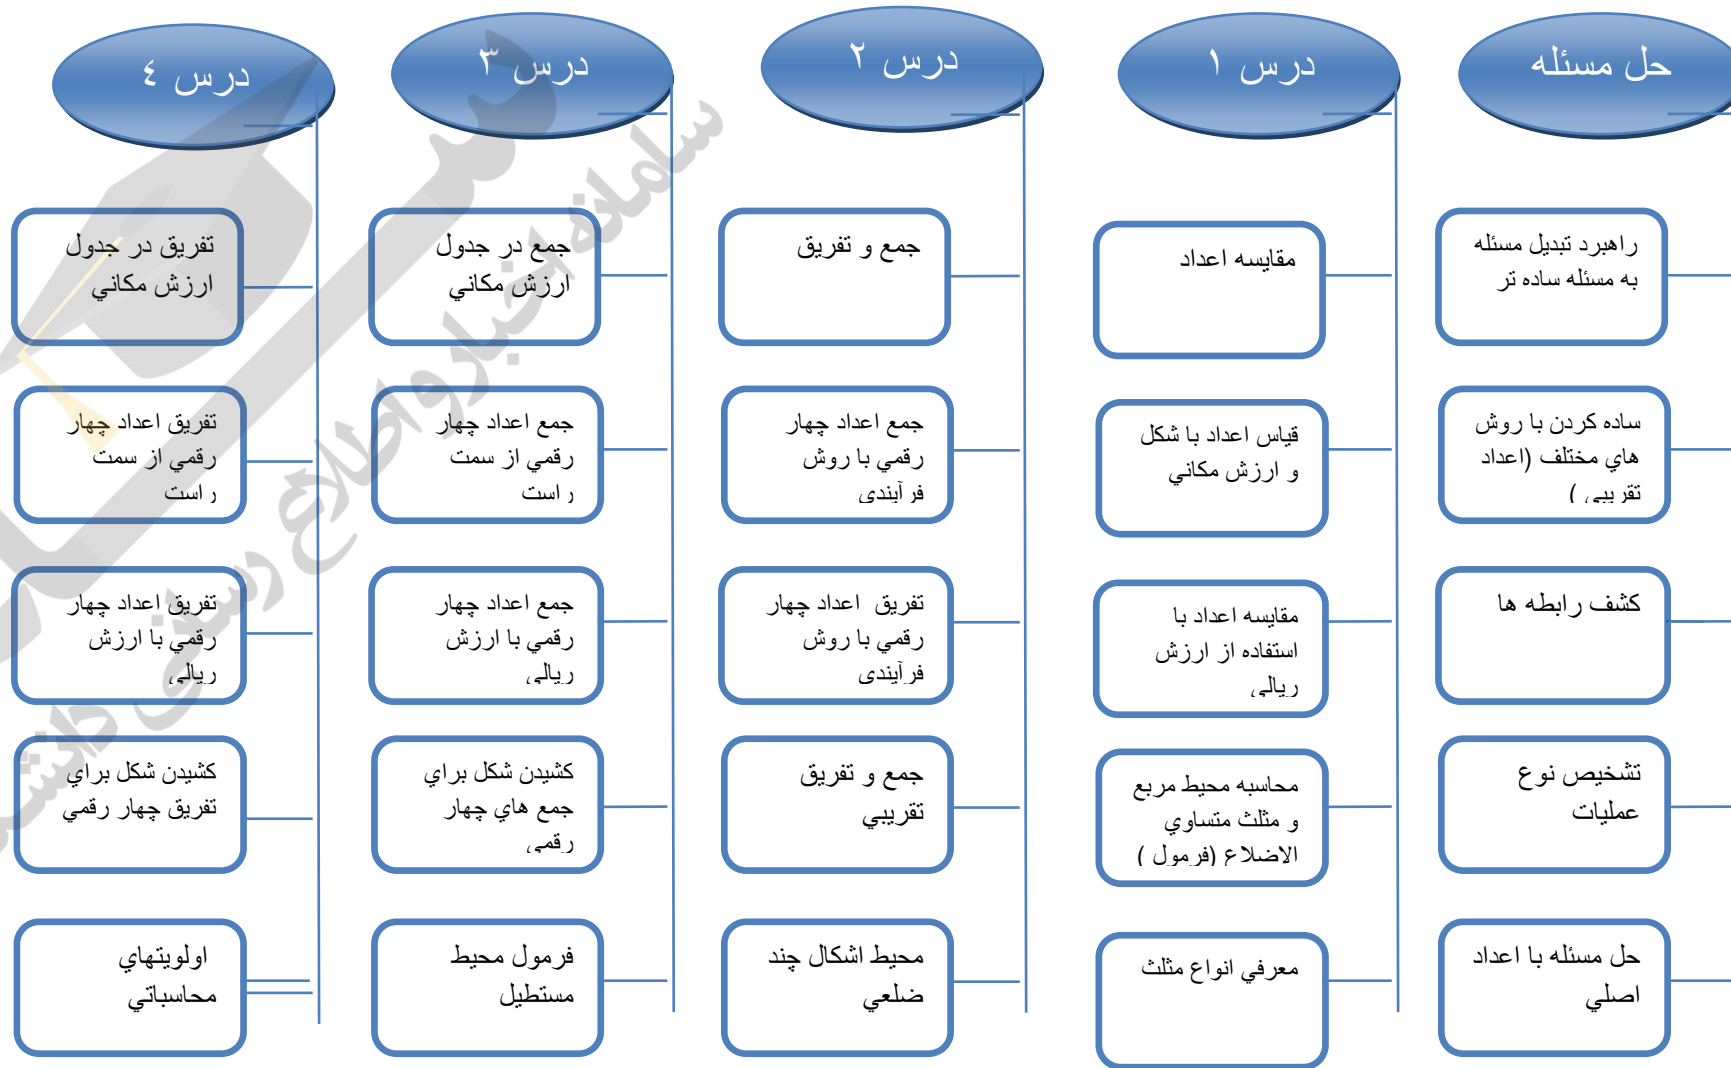 حل مسئله
راهبرد تبديل مسئله
به مسئله ساده تر
ساده كردن با روش
هاي مختلف (اعداد
تقريبي )
كشف رابطه ها
تشخيص نوع
عمليات
حل مسئله با اعداد
اصلي
درس ۱
مقايسه اعداد
قياس اعداد با شكل
و ارزش مكاني
مقايسه اعداد با
استفاده از ارزش
ريالي
محاسبه محيط مربع
و مثلث متساوي
الاضلاع (فرمول )
معرفي انواع مثلث
درس ۲
جمع و تفريق
جمع اعداد چهار
رقمي با روش
فرآيندي
تفريق اعداد چهار
رقمي با روش
فرآيندي
جمع و تفريق
تقريبي
محيط اشكال چند
ضلعي
درس ۳
جمع در جدول
ارزش مكاني
جمع اعداد چهار
رقمي از سمت
راست
جمع اعداد چهار
رقمي با ارزش
ريالي
كشيدن شكل براي
جمع هاي چهار
رقمي
فرمول محيط
مستطيل
درس ٤
تفريق در جدول
ارزش مكاني
تفريق اعداد چهار
رقمي از سمت
راست
تفريق اعداد چهار
رقمي با ارزش
ريالي
كشيدن شكل براي
تفريق چهار رقمي
اولويتهاي
محاسباتي
سامانه اخبار و اطلاع رسانی